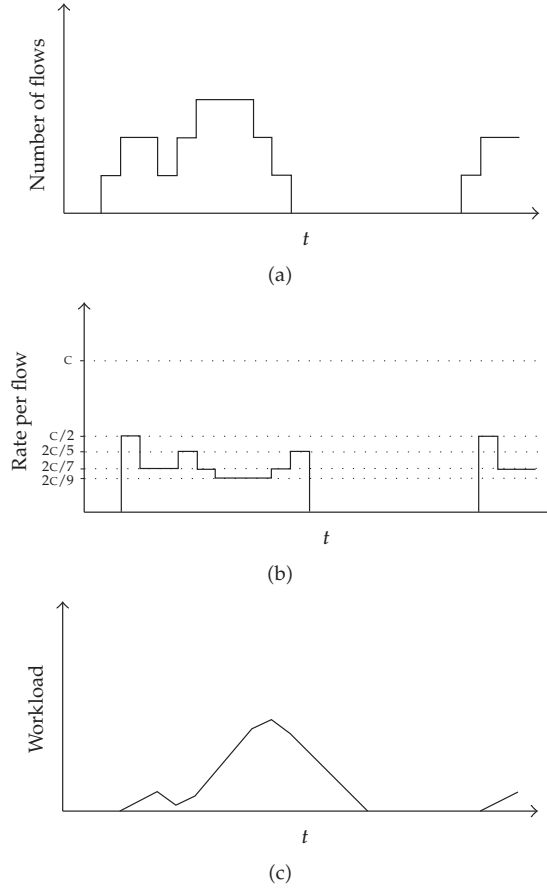 Number of flows
t
(a)
Rate per flow
C
C/2
2C/5
2C/7
2C/9
t
(b)
Workload
t
(c)